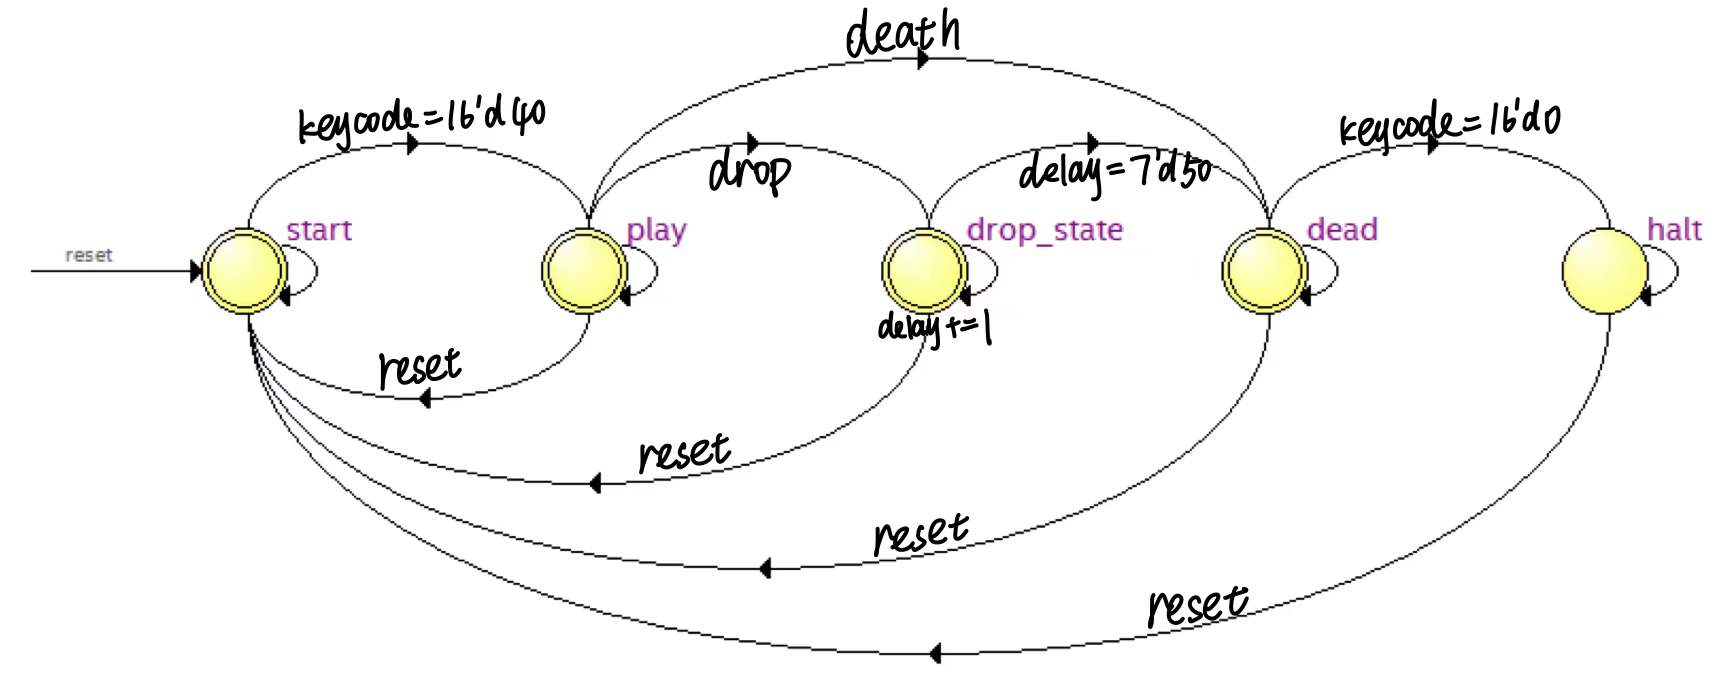 death
keycode=16'd40
keycode=16'd0
drop
delay=7'd50
start
play
drop_state
dead
halt
reset
delay+=1
reset
reset
reset
reset